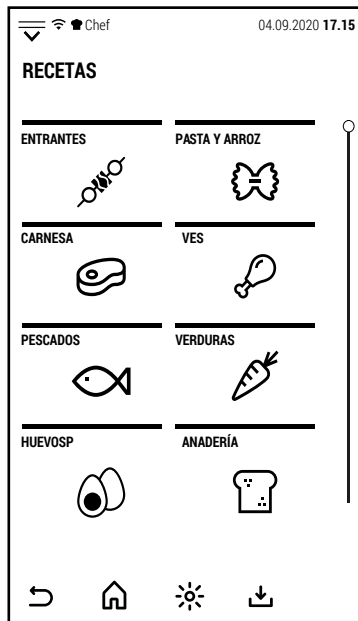 Chef 04.09.2020 17.15
RECETAS
ENTRANTES PASTA Y ARROZ
CARNESA VES
PESCADOS VERDURAS
HUEVOSP ANADERÍA